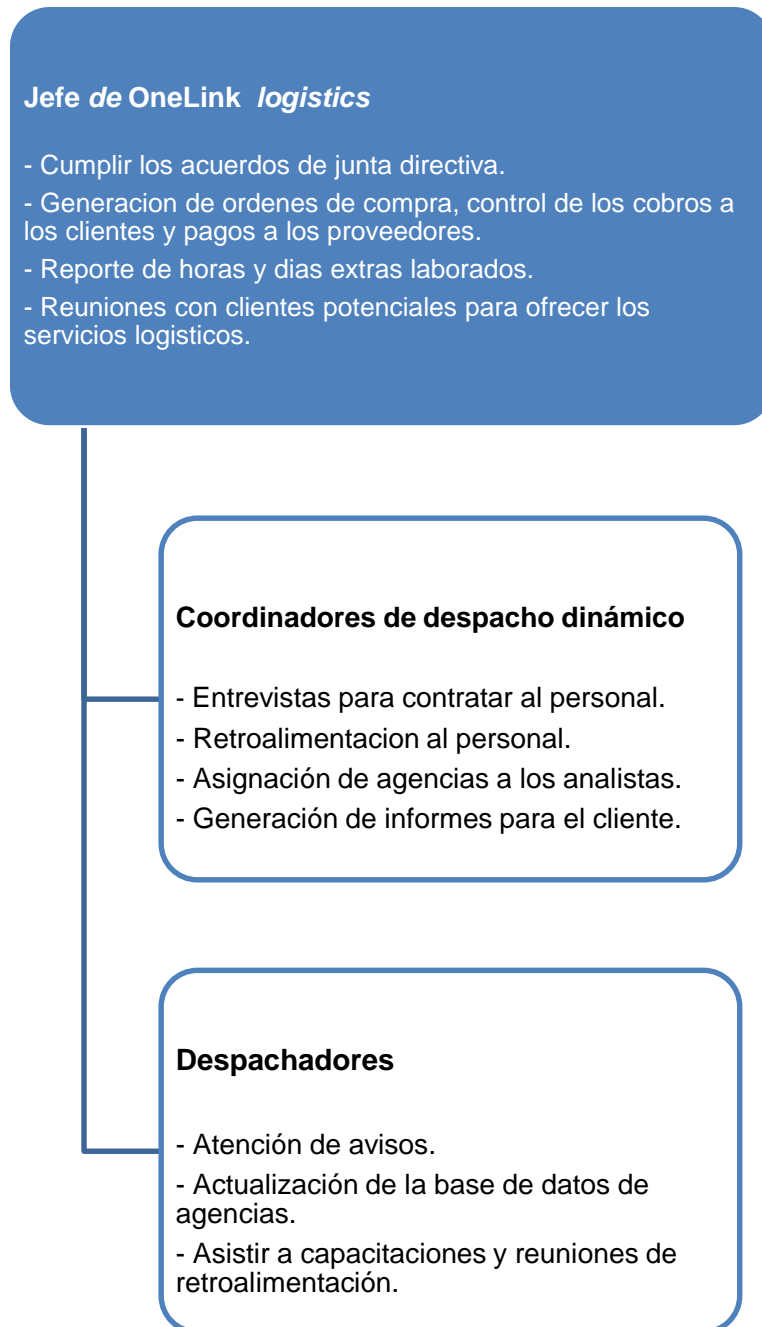 Jefe de OneLink logistics
- Cumplir los acuerdos de junta directiva.
- Generacion de ordenes de compra, control de los cobros a
los clientes y pagos a los proveedores.
- Reporte de horas y dias extras laborados.
- Reuniones con clientes potenciales para ofrecer los
servicios logisticos.
Coordinadores de despacho dinámico
- Entrevistas para contratar al personal.
- Retroalimentacion al personal.
- Asignación de agencias a los analistas.
- Generación de informes para el cliente.
Despachadores
- Atención de avisos.
- Actualización de la base de datos de
agencias.
- Asistir a capacitaciones y reuniones de
retroalimentación.